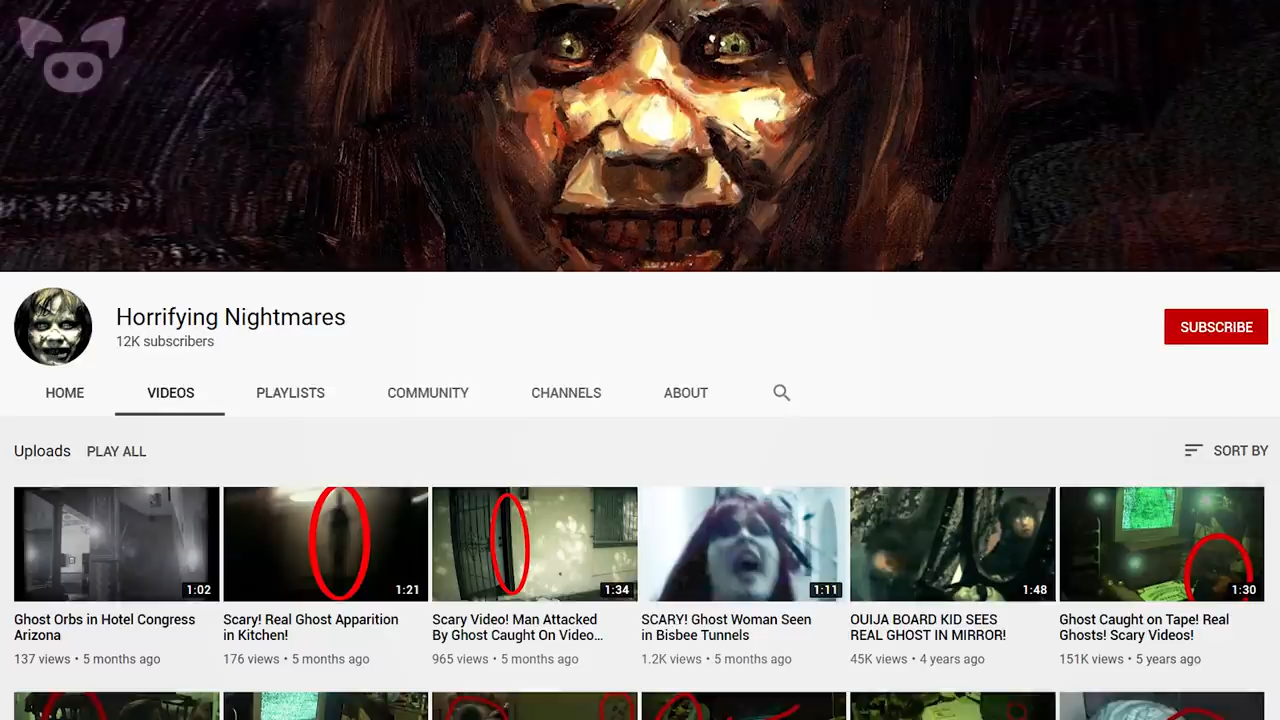 Horrifying Nightmares
12K subscribers
SUBSCRIBE
HOME VIDEOS PLAYLISTS COMMUNITY CHANNELS ABOUT
Uploads PLAY ALL SORT BY
1:02 1:21 1:34 1:11 1:48 1:30
Ghost Orbs in Hotel Congress
Arizona
137 views • 5 months ago
Scary! Real Ghost Apparition
in Kitchen!
176 views • 5 months ago
Scary Video! Man Attacked
By Ghost Caught On Video...
965 views • 5 months ago
SCARY! Ghost Woman Seen
in Bisbee Tunnels
1.2K views • 5 months ago
OUIJA BOARD KID SEES
REAL GHOST IN MIRROR!
45K views • 4 years ago
Ghost Caught on Tape! Real
Ghosts! Scary Videos!
151K views • 5 years ago